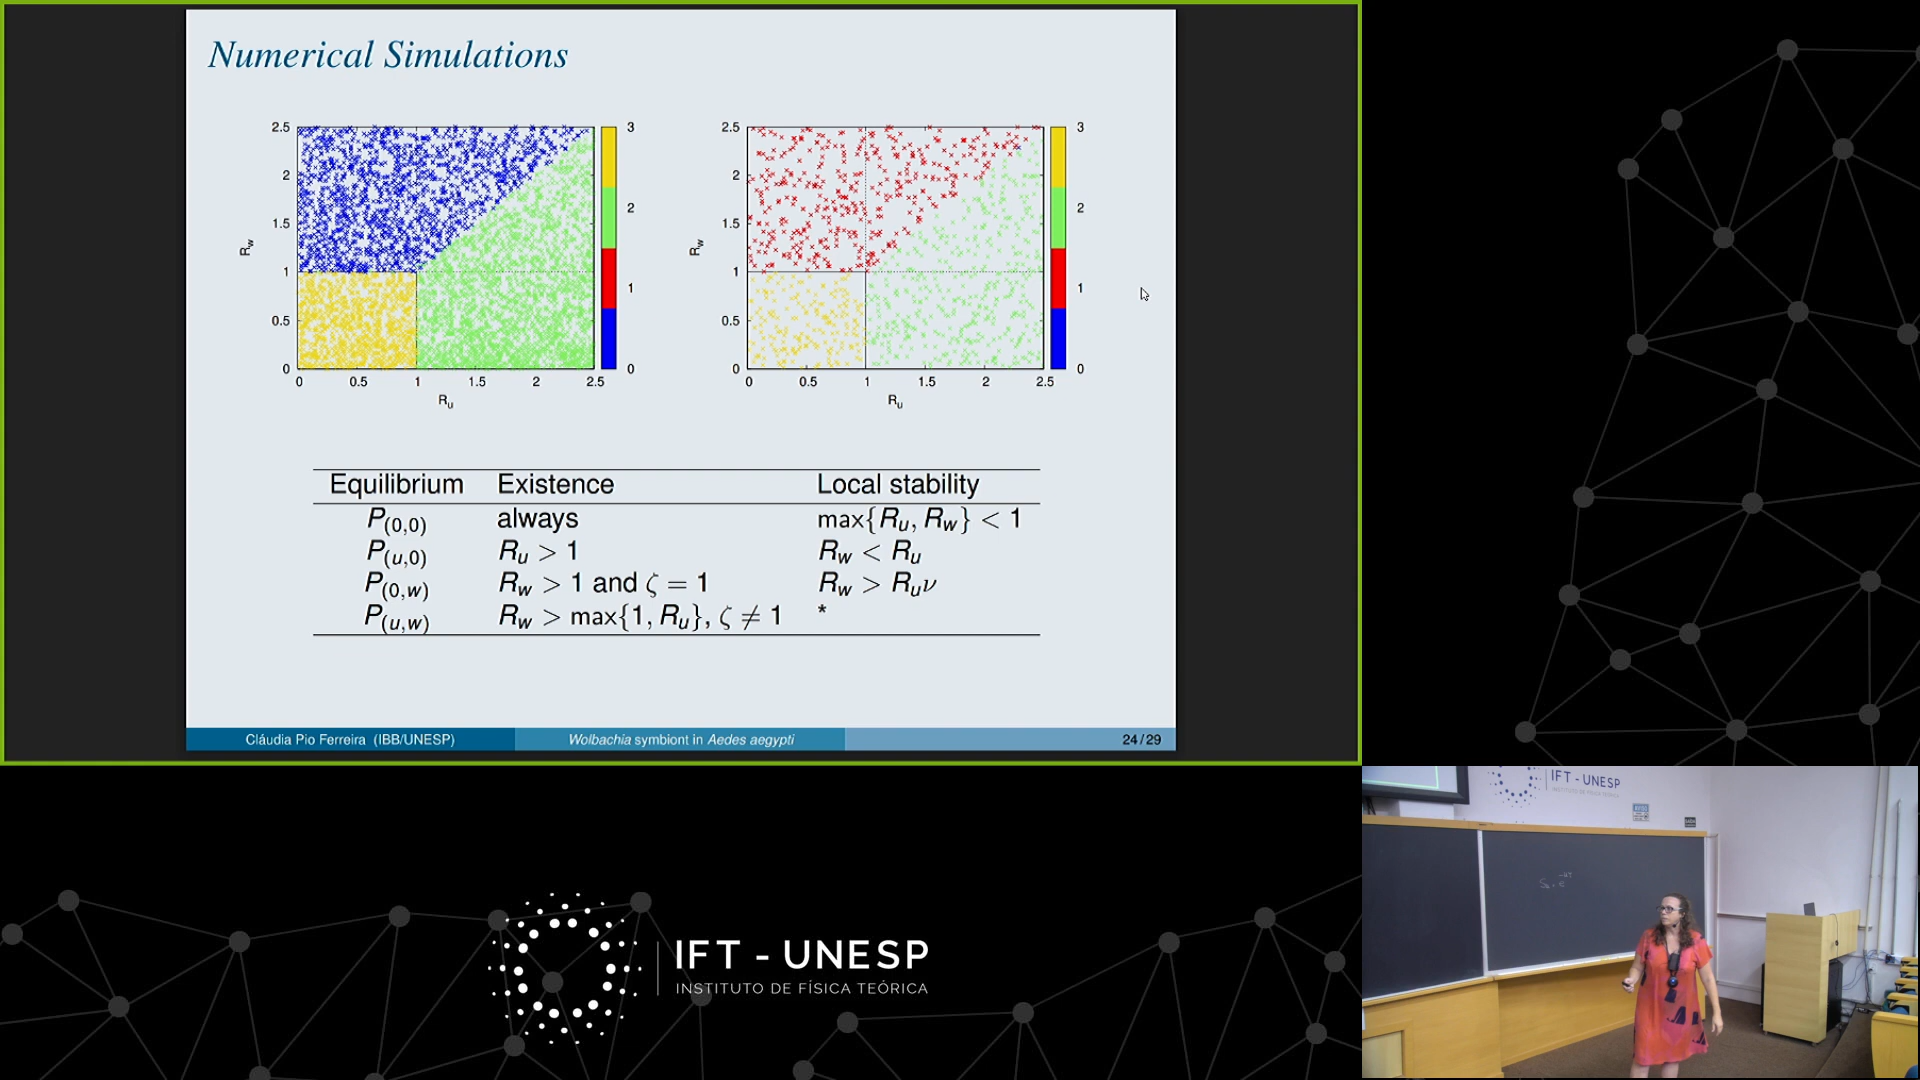 Numerical Simulations
2.5
2
1.5
1
0.5
0
R_w
0 0.5 1 1.5 2 2.5
R_u
3
2
1
0
2.5
2
1.5
1
0.5
0
R_w
0 0.5 1 1.5 2 2.5
R_u
3
2
1
0
Equilibrium Existence Local stability
P_(0,0) always max{R_u, R_w} < 1
P_(u,0) R_u > 1 R_w < R_u
P_(0,w) R_w > 1 and ζ = 1 R_w > R_uν
P_(u,w) R_w > max{1, R_u}, ζ ≠ 1 *
Cláudia Pio Ferreira (IBB/UNESP) Wolbachia symbiont in Aedes aegypti 24 / 29
IFT - UNESP
IFT - UNESP
INSTITUTO DE FÍSICA TEÓRICA